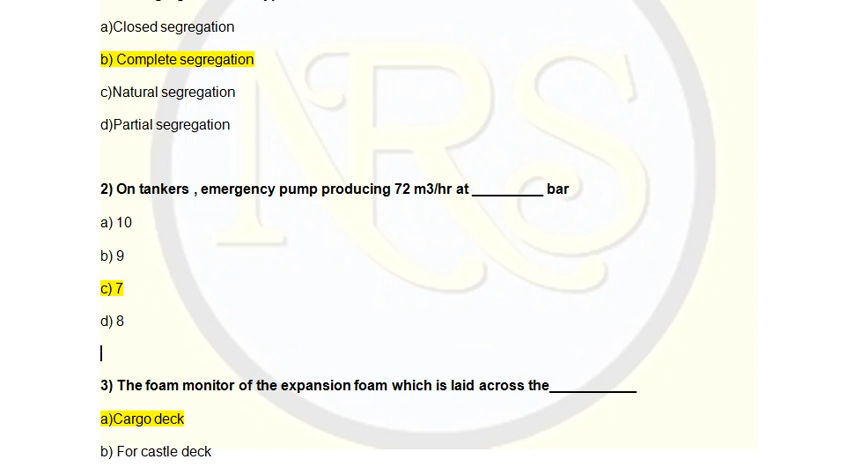 a)Closed segregation
b) Complete segregation
c)Natural segregation
d)Partial segregation
2) On tankers , emergency pump producing 72 m3/hr at _________ bar
a) 10
b) 9
c) 7
d) 8
3) The foam monitor of the expansion foam which is laid across the___________
a)Cargo deck
b) For castle deck
NRS